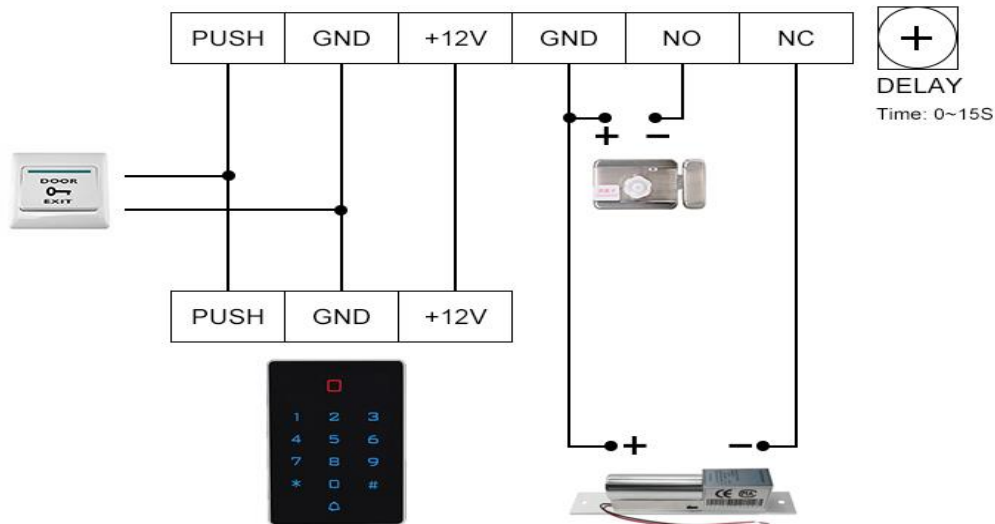 PUSH GND +12V GND NO NC
DELAY
Time: 0~15S
+ −
DOOR
EXIT
PUSH GND +12V
1 2 3
4 5 6
7 8 9
* 0 #
+ −
CE